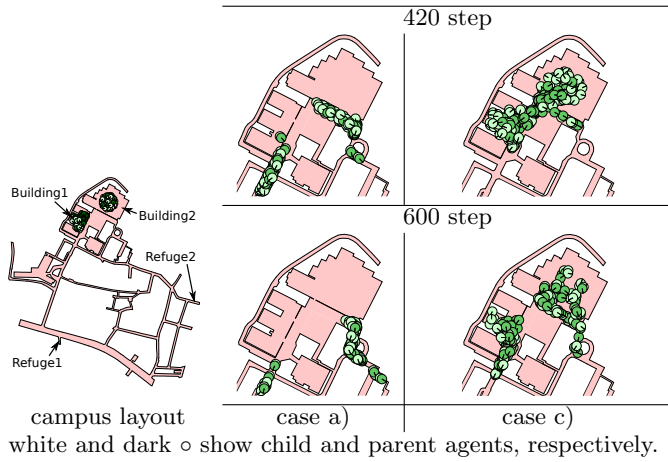 420 step
Building1
Building2
Refuge2
Refuge1
600 step
campus layout case a) case c)
white and dark ○ show child and parent agents, respectively.